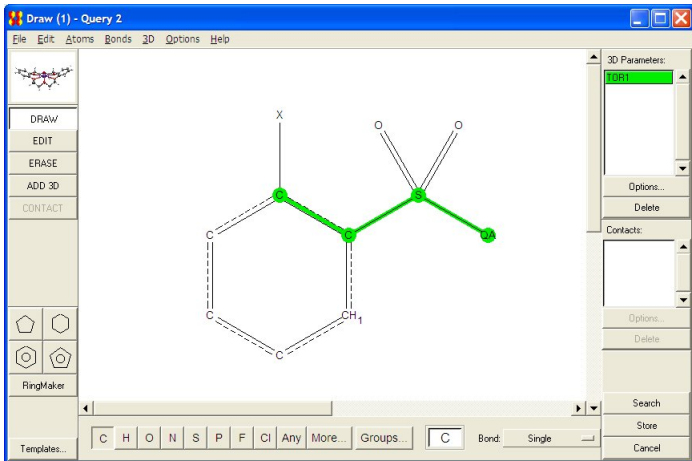 Draw (1) - Query 2
File Edit Atoms Bonds 3D Options Help
3D Parameters:
TOR1
DRAW
EDIT
ERASE
ADD 3D
CONTACT
Options...
Delete
Contacts:
X
O O
C S
C C QA
C CH1
C
Options...
Delete
RingMaker
Templates...
C H O N S P F Cl Any More... Groups... C Bond: Single
Search
Store
Cancel